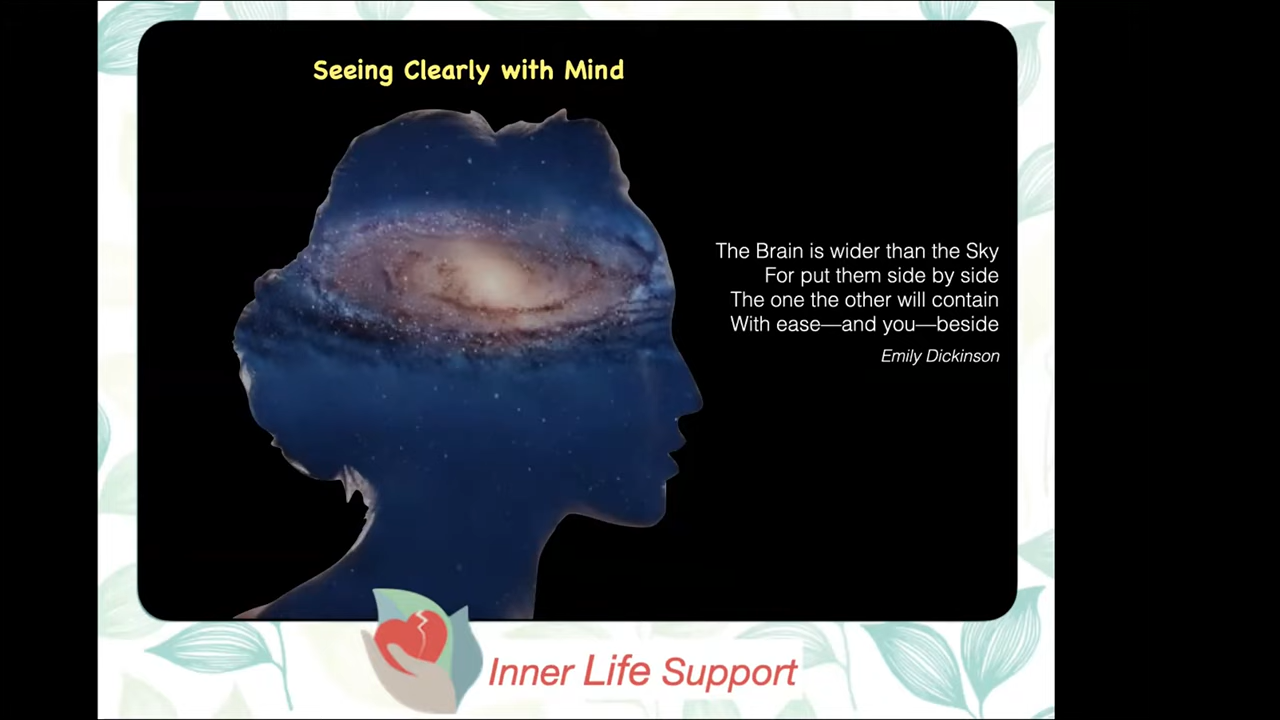 Seeing Clearly with Mind
The Brain is wider than the Sky
For put them side by side
The one the other will contain
With ease—and you—beside
Emily Dickinson
Inner Life Support